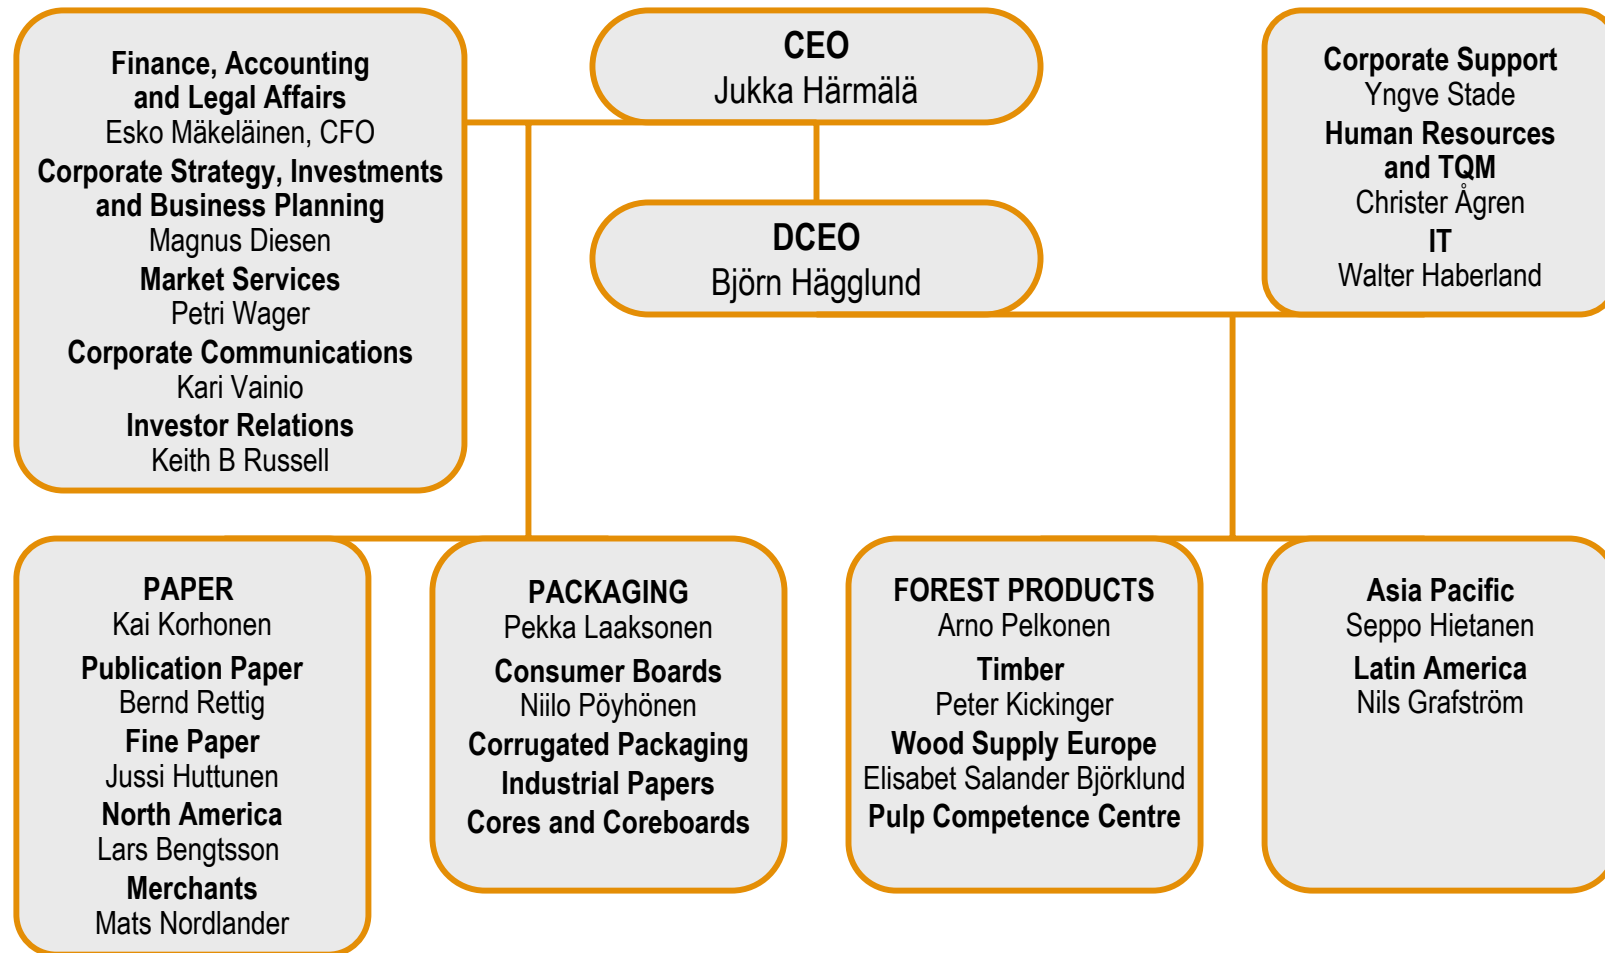 Finance, Accounting
and Legal Affairs
Esko Mäkeläinen, CFO
Corporate Strategy, Investments
and Business Planning
Magnus Diesen
Market Services
Petri Wager
Corporate Communications
Kari Vainio
Investor Relations
Keith B Russell
CEO
Jukka Härmälä
DCEO
Björn Hägglund
Corporate Support
Yngve Stade
Human Resources
and TQM
Christer Ågren
IT
Walter Haberland
PAPER
Kai Korhonen
Publication Paper
Bernd Rettig
Fine Paper
Jussi Huttunen
North America
Lars Bengtsson
Merchants
Mats Nordlander
PACKAGING
Pekka Laaksonen
Consumer Boards
Niilo Pöyhönen
Corrugated Packaging
Industrial Papers
Cores and Coreboards
FOREST PRODUCTS
Arno Pelkonen
Timber
Peter Kickinger
Wood Supply Europe
Elisabet Salander Björklund
Pulp Competence Centre
Asia Pacific
Seppo Hietanen
Latin America
Nils Grafström